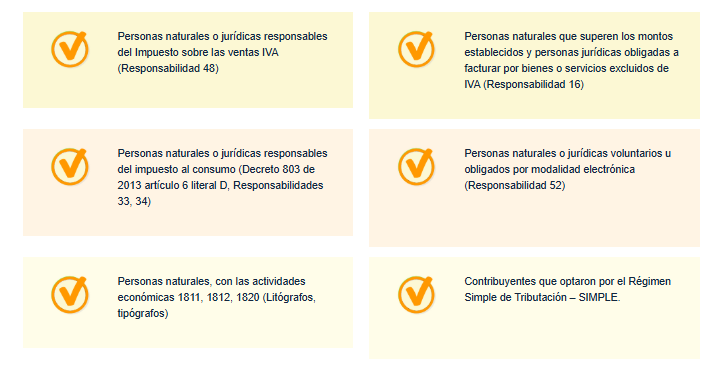 Personas naturales o jurídicas responsables
del Impuesto sobre las ventas IVA
(Responsabilidad 48)
Personas naturales que superen los montos
establecidos y personas jurídicas obligadas a
facturar por bienes o servicios excluidos de
IVA (Responsabilidad 16)
Personas naturales o jurídicas responsables
del impuesto al consumo (Decreto 803 de
2013 artículo 6 literal D, Responsabilidades
33, 34)
Personas naturales o jurídicas voluntarios u
obligados por modalidad electrónica
(Responsabilidad 52)
Personas naturales, con las actividades
económicas 1811, 1812, 1820 (Litógrafos,
tipógrafos)
Contribuyentes que optaron por el Régimen
Simple de Tributación – SIMPLE.